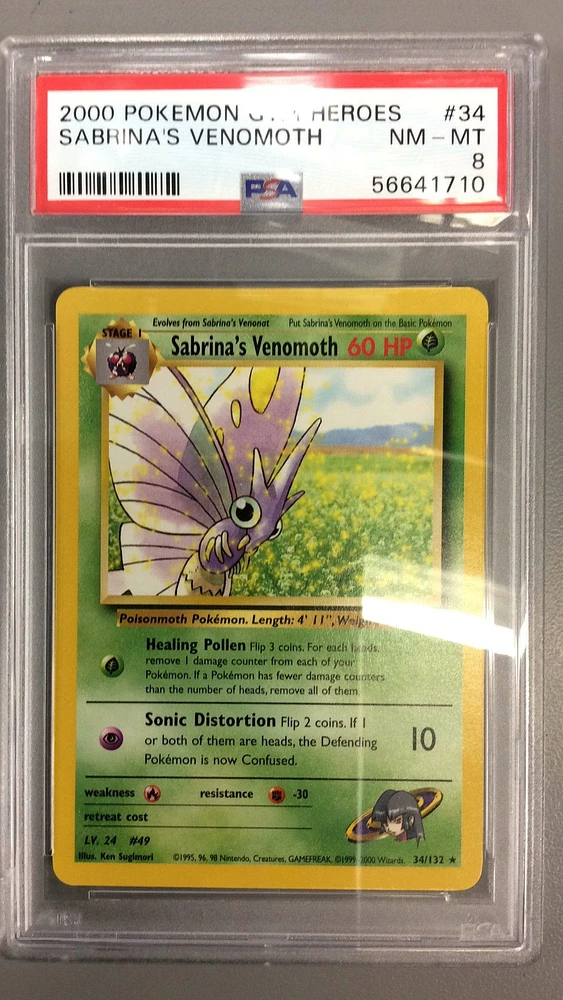 2000 POKEMON HEROES #34
SABRINA'S VENOMOTH NM-MT
8
PSA 56641710
Evolves from Sabrina's Venonat Put Sabrina's Venomoth on the Basic Pokémon
STAGE 1
Sabrina's Venomoth 60 HP
Poisonmoth Pokémon. Length: 4' 11",
Healing Pollen Flip 3 coins. For each heads,
remove 1 damage counter from each of your
Pokémon. If a Pokémon has fewer damage counters
than the number of heads, remove all of them.
Sonic Distortion Flip 2 coins. If 1
or both of them are heads, the Defending 10
Pokémon is now Confused.
weakness resistance -30
retreat cost
LV. 24 #49
Illus. Ken Sugimori ©1995, 96, 98 Nintendo, Creatures, GAMEFREAK. ©1999-2000 Wizards. 34/132 ★
PSA